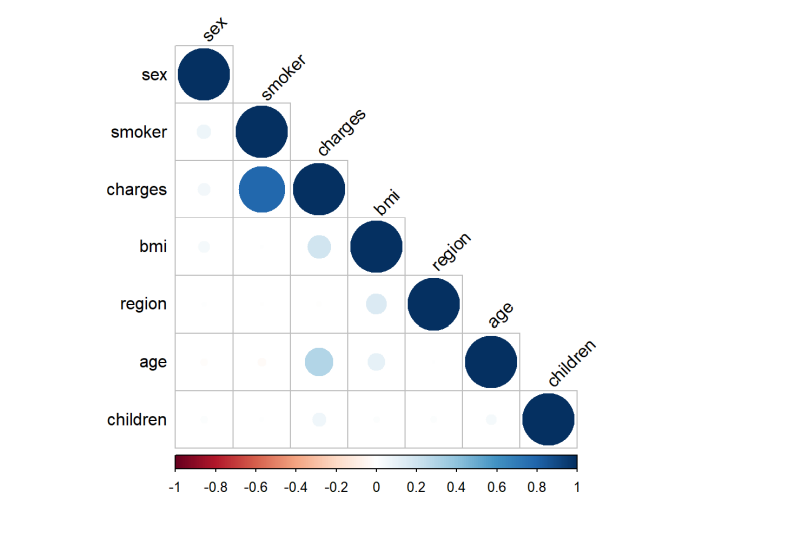 sex
sex
smoker
smoker
charges
charges
bmi
bmi
region
region
age
age
children
children
-1 -0.8 -0.6 -0.4 -0.2 0 0.2 0.4 0.6 0.8 1